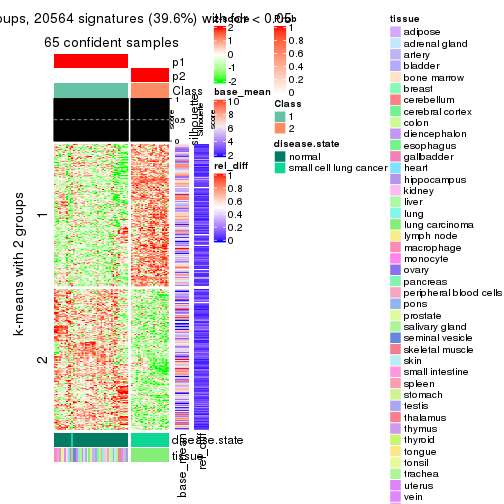 oups, 20564 signatures (39.6%) with fdr < 0.05
65 confident samples
p1
p2
Class
1
0.5
0
silhouette
score
k-means with 2 groups
1
2
disease.state
tissue
base_mean
rel_diff
z-score
2
1
0
-1
-2
base_mean
10
8
6
4
2
rel_diff
1
0.8
0.6
0.4
0.2
0
Prob
1
0.8
0.6
0.4
0.2
0
Class
1
2
disease.state
normal
small cell lung cancer
tissue
adipose
adrenal gland
artery
bladder
bone marrow
breast
cerebellum
cerebral cortex
colon
diencephalon
esophagus
gallbladder
heart
hippocampus
kidney
liver
lung
lung carcinoma
lymph node
macrophage
monocyte
ovary
pancreas
peripheral blood cells
pons
prostate
salivary gland
seminal vesicle
skeletal muscle
skin
small intestine
spleen
stomach
testis
thalamus
thymus
thyroid
tongue
tonsil
trachea
uterus
vein